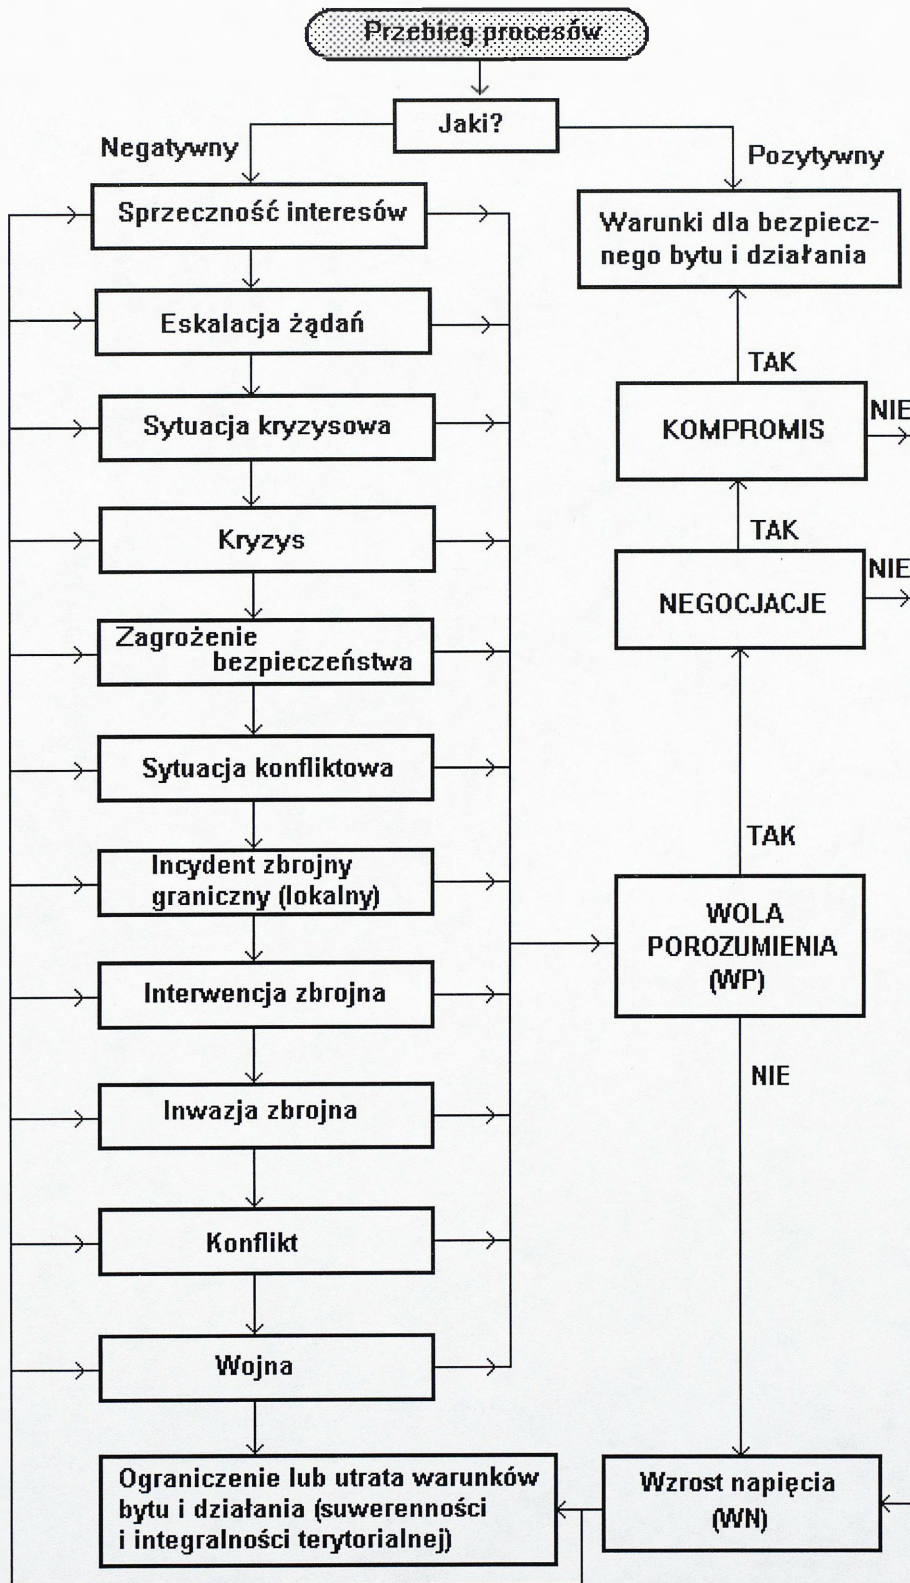 Przebieg procesów
Jaki?
Negatywny
Pozytywny
Sprzeczność interesów
Warunki dla bezpiecz-
nego bytu i działania
Eskalacja żądań
TAK
Sytuacja kryzysowa
KOMPROMIS
NIE
Kryzys
TAK
NEGOCJACJE
NIE
Zagrożenie
bezpieczeństwa
Sytuacja konfliktowa
TAK
Incydent zbrojny
graniczny (lokalny)
WOLA
POROZUMIENIA
(WP)
Interwencja zbrojna
NIE
Inwazja zbrojna
Konflikt
Wojna
Ograniczenie lub utrata warunków
bytu i działania (suwerenności
i integralności terytorialnej)
Wzrost napięcia
(WN)